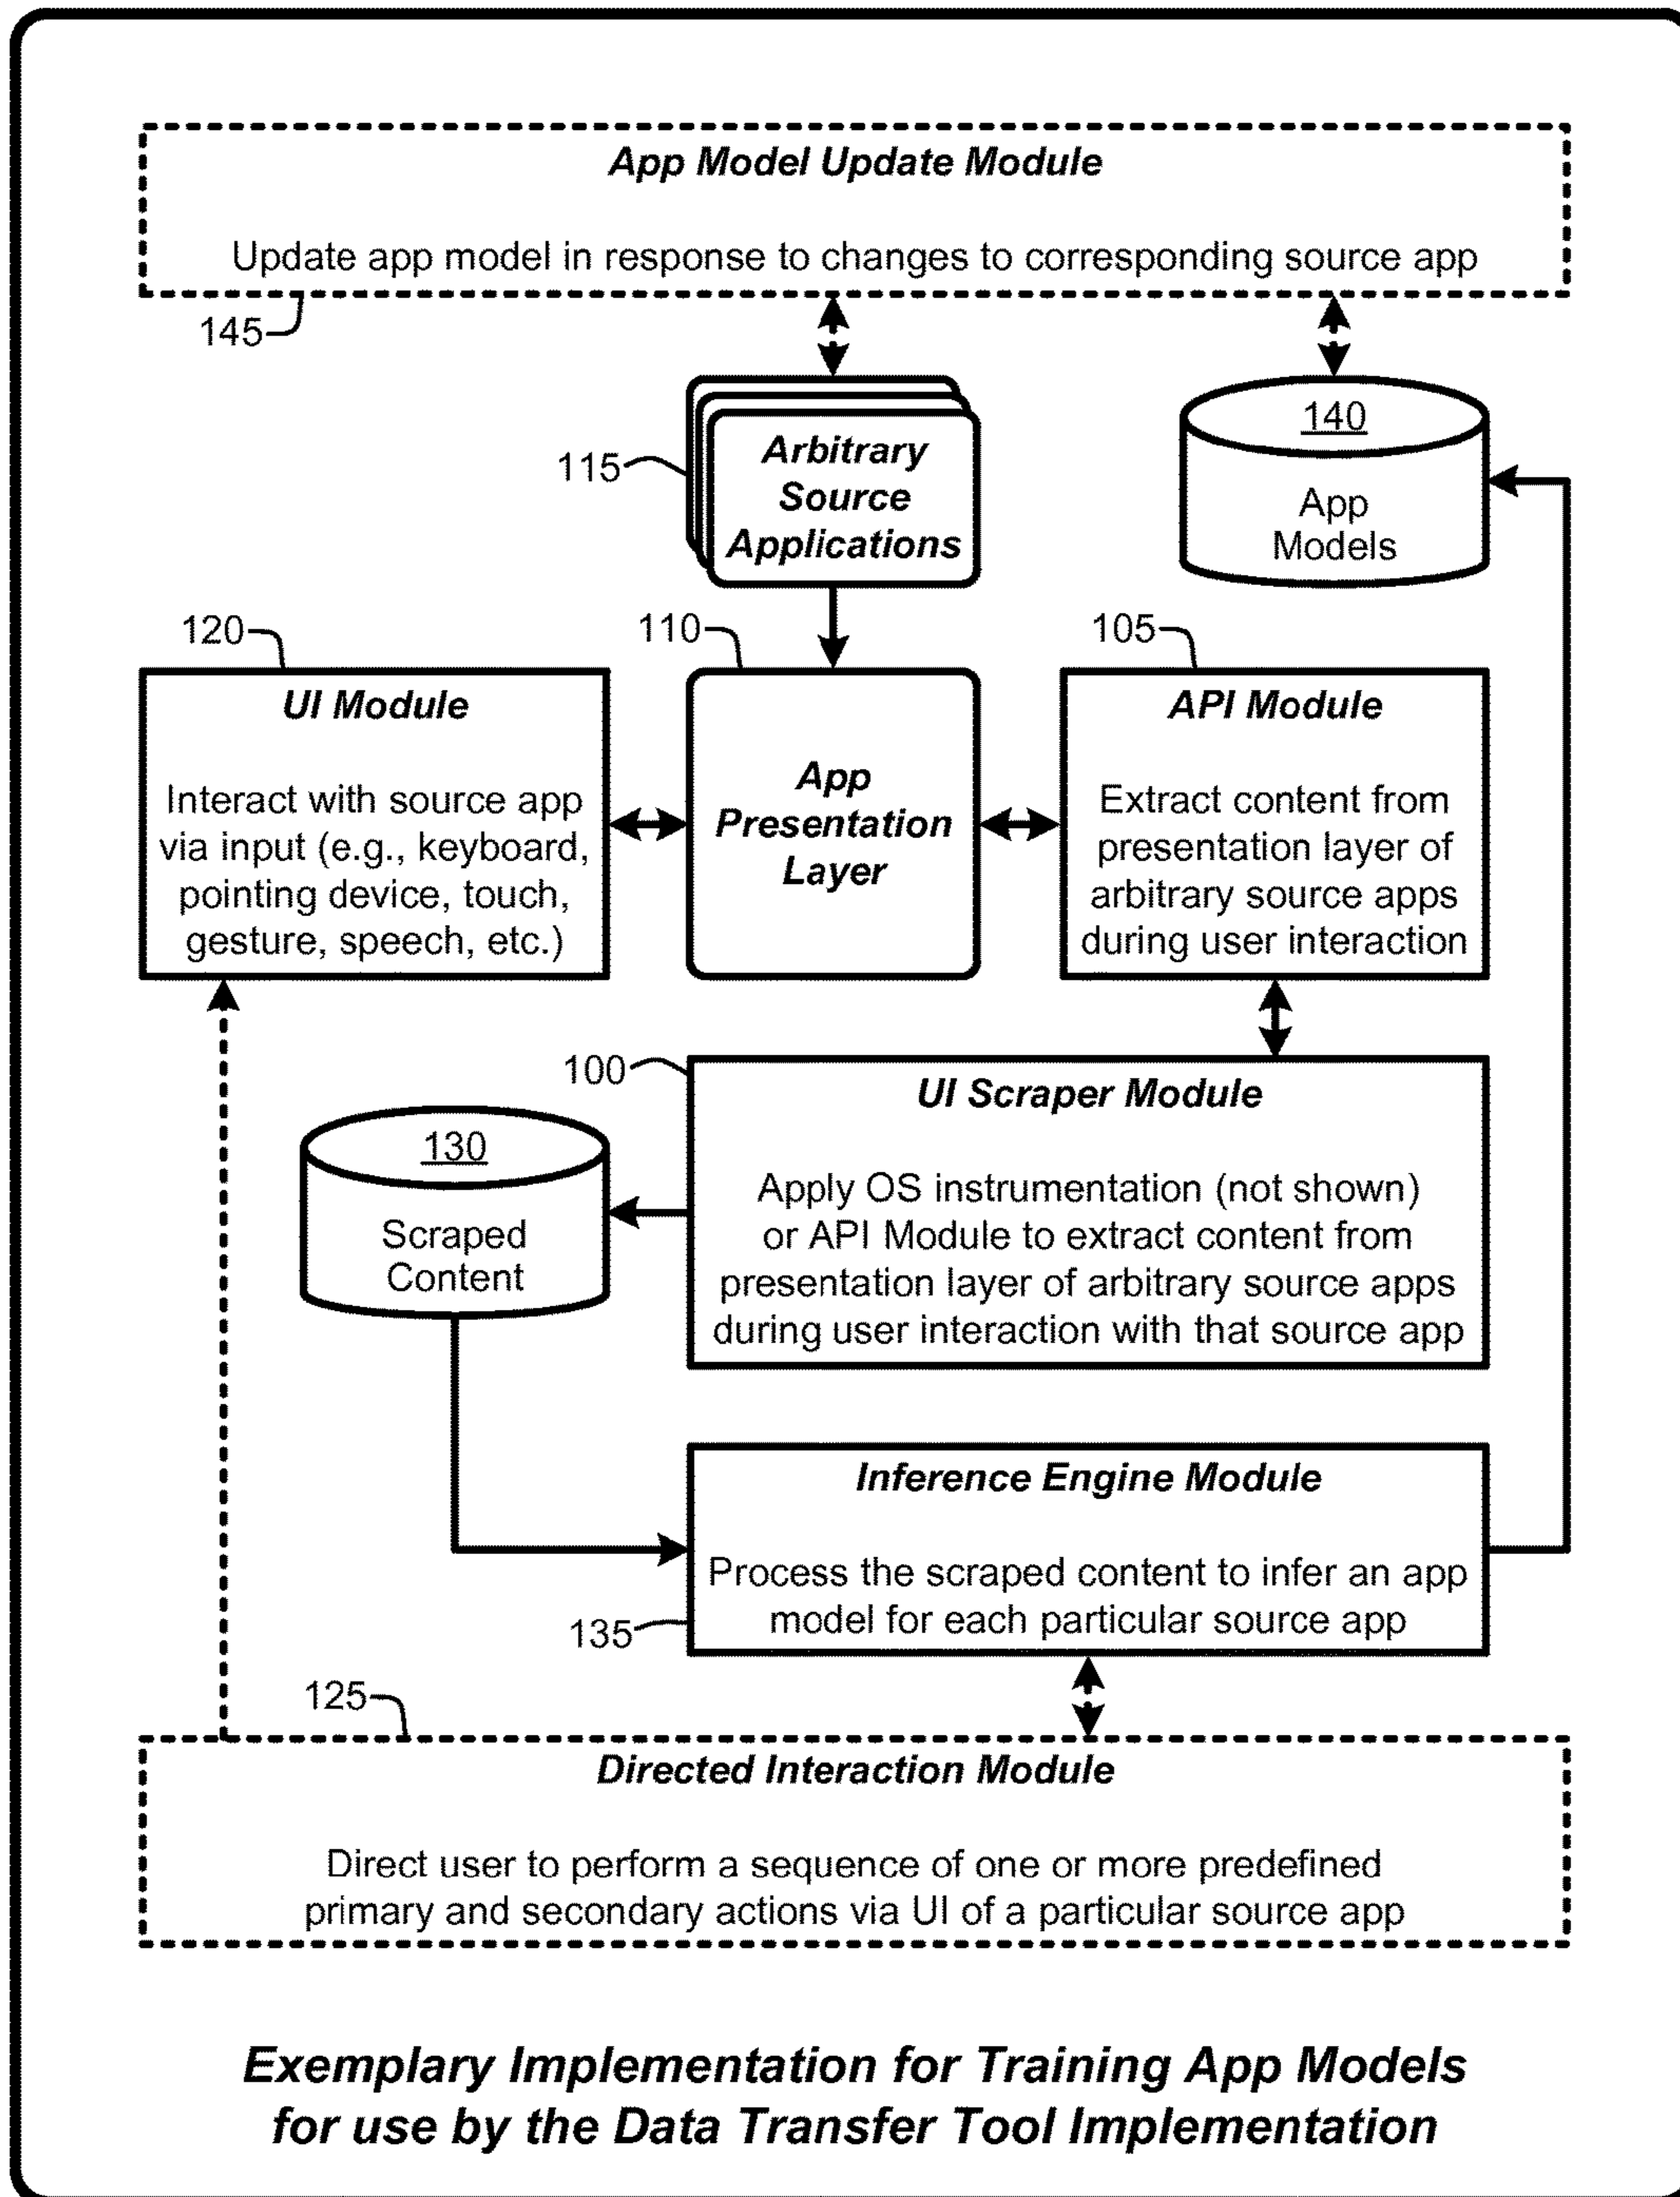 App Model Update Module
Update app model in response to changes to corresponding source app
145
115
Arbitrary
Source
Applications
140
App
Models
120
110
105
UI Module
Interact with source app
via input (e.g., keyboard,
pointing device, touch,
gesture, speech, etc.)
App
Presentation
Layer
API Module
Extract content from
presentation layer of
arbitrary source apps
during user interaction
100
UI Scraper Module
Apply OS instrumentation (not shown)
or API Module to extract content from
presentation layer of arbitrary source apps
during user interaction with that source app
130
Scraped
Content
Inference Engine Module
Process the scraped content to infer an app
model for each particular source app
135
125
Directed Interaction Module
Direct user to perform a sequence of one or more predefined
primary and secondary actions via UI of a particular source app
Exemplary Implementation for Training App Models
for use by the Data Transfer Tool Implementation